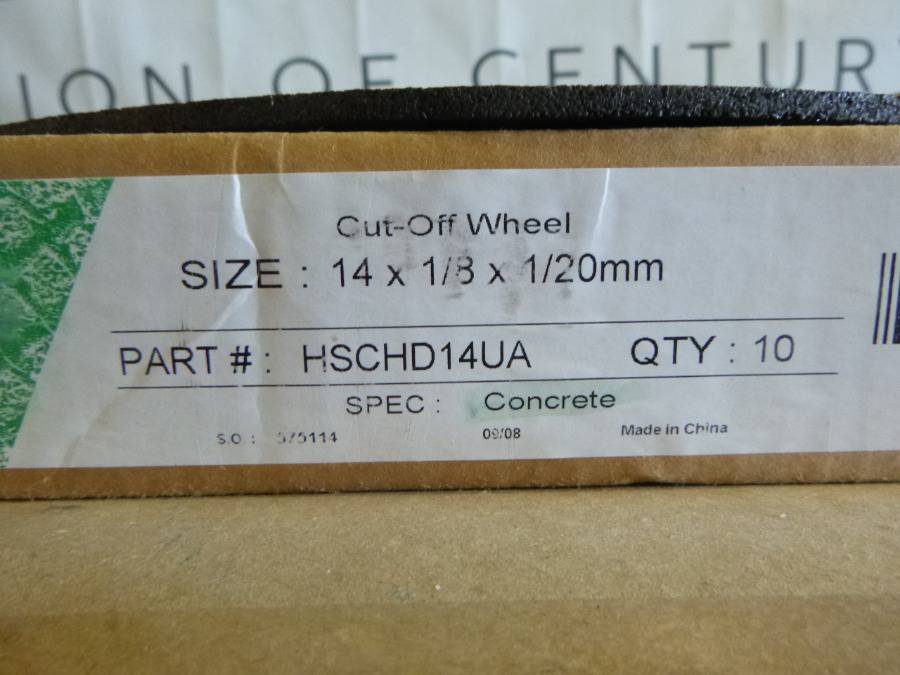 ION OF CENTUR
Cut-Off Wheel
SIZE : 14 x 1/8 x 1/20mm
PART # : HSCHD14UA QTY : 10
SPEC : Concrete
S.O. : 375114 09/08 Made in China